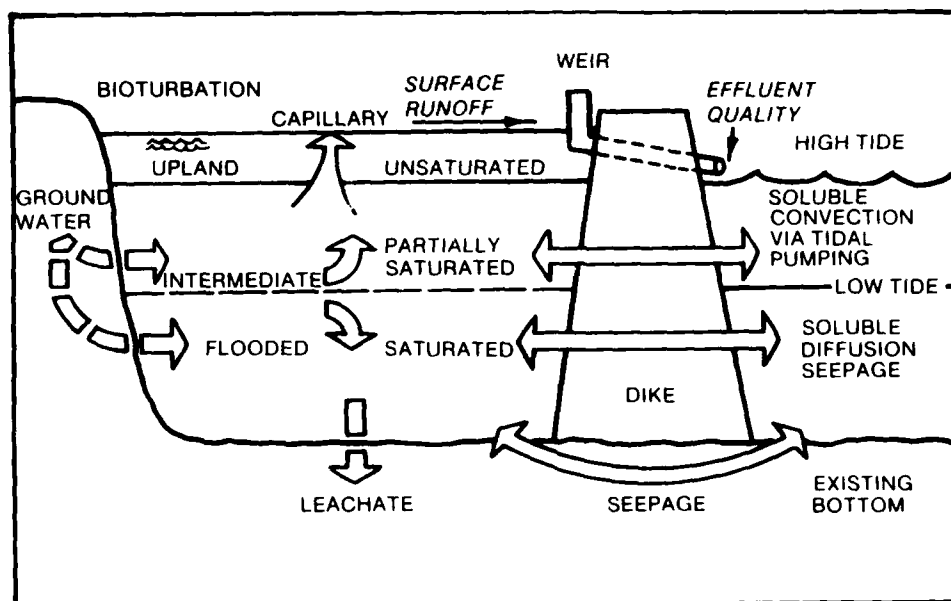 WEIR
BIOTURBATION
SURFACE
RUNOFF
EFFLUENT
QUALITY
CAPILLARY
HIGH TIDE
UPLAND
UNSATURATED
GROUND
WATER
SOLUBLE
CONVECTION
VIA TIDAL
PUMPING
PARTIALLY
SATURATED
INTERMEDIATE
LOW TIDE
FLOODED
SATURATED
SOLUBLE
DIFFUSION
SEEPAGE
DIKE
LEACHATE
SEEPAGE
EXISTING
BOTTOM